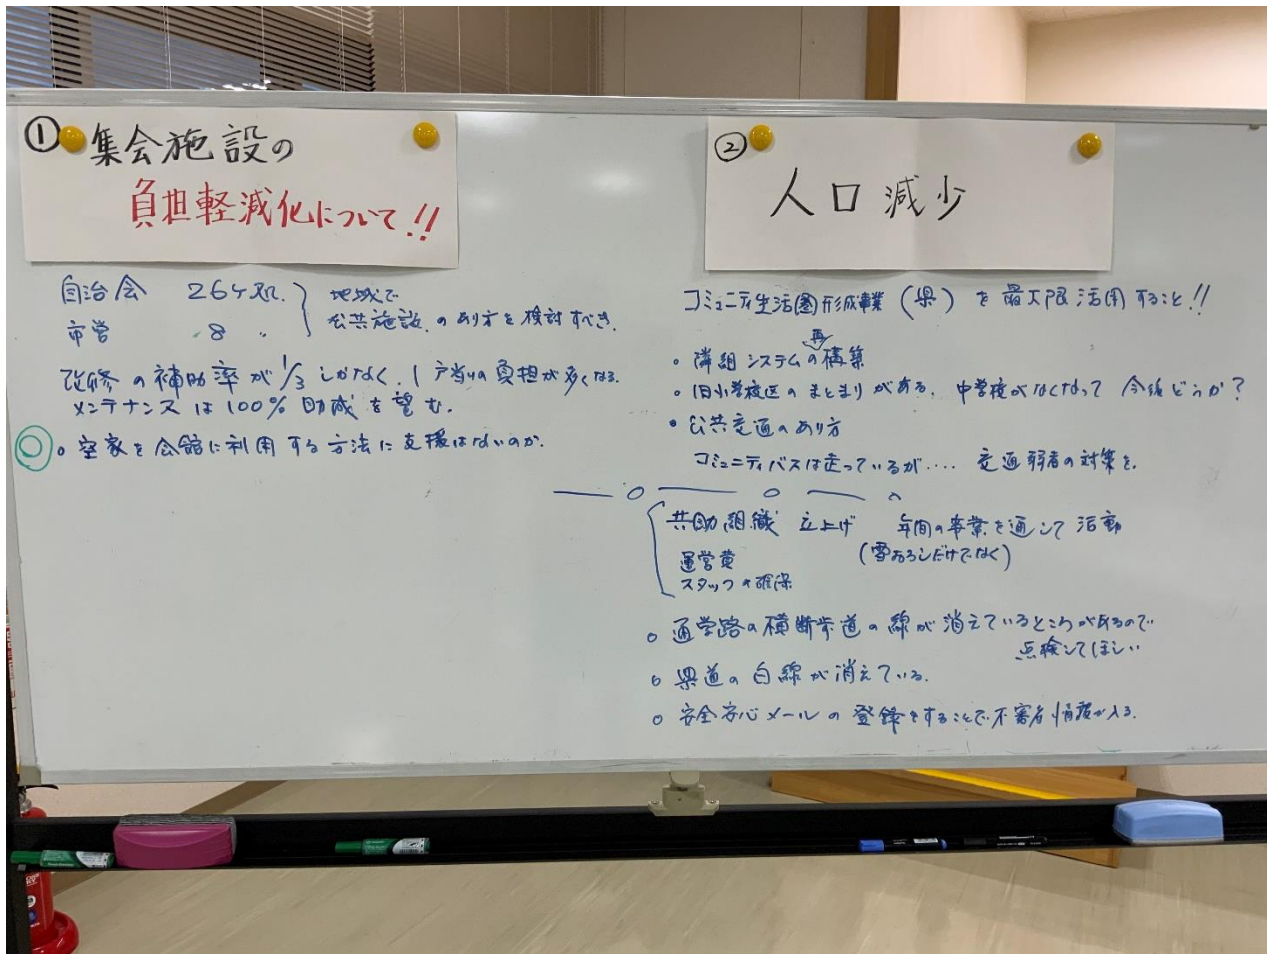 ① 集会施設の
負担軽減化について!!
自治会 26ヶ所.
市営 8 〃
地域で
公共施設のあり方を検討すべき.
改修の補助率が1/3しかなく、1戸当りの負担が多くなる.
メンテナンスは100%助成を望む.
◎ 。空家を会館に利用する方法に支援はないのか.
② 人口減少
コミュニティ生活圏形成事業(県)を最大限活用すること!!
再
・隣組システムの構築
・旧小学校区のまとまりがある. 中学校がなくなって今後どうか?
・公共交通のあり方
コミュニティバスは走っているが‥‥ 交通弱者の対策を.
共助組織 立上げ 年間の事業を通して活動
(雪おろしだけでなく)
運営費
スタッフの確保
。通学路の横断歩道の線が消えているところがあるので
点検してほしい
。県道の白線が消えている.
。安全安心メールの登録をすることで不審者情報が入る.